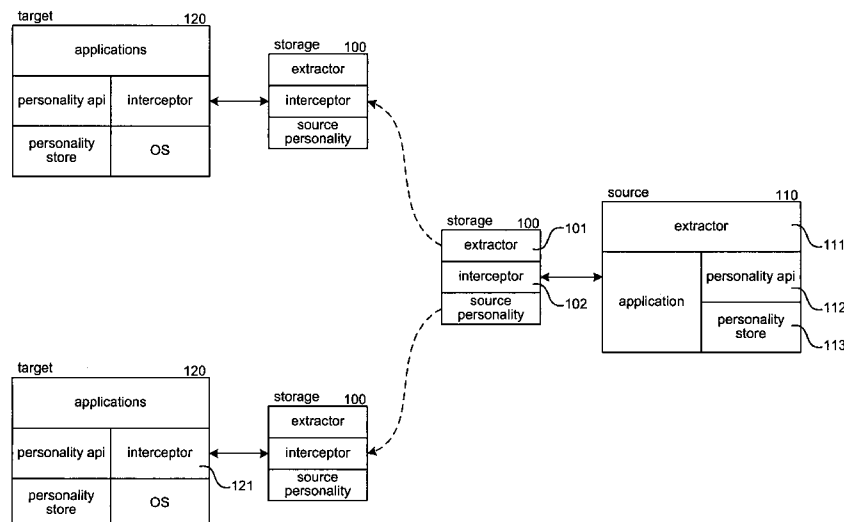 target 120
applications
personality api interceptor
personality
store
OS
storage 100
extractor
interceptor
source
personality
storage 100
extractor 101
interceptor 102
source
personality
source 110
extractor 111
application
personality api 112
personality
store 113
target 120
applications
personality api interceptor 121
personality
store
OS
storage 100
extractor
interceptor
source
personality